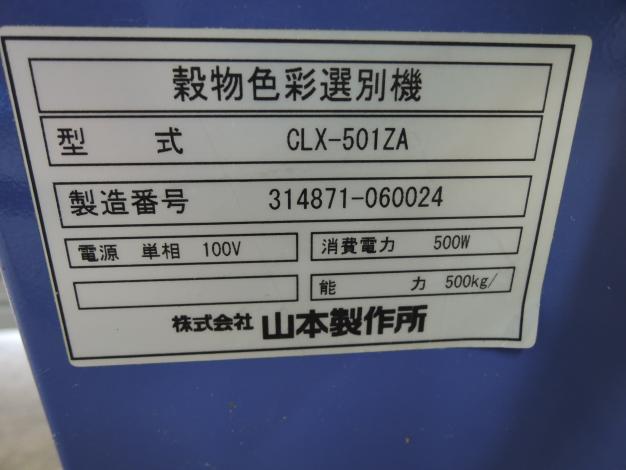 穀物色彩選別機
型 式 CLX-501ZA
製造番号 314871-060024
電源 単相 100V 消費電力 500W
能 力 500kg/
株式会社 山本製作所